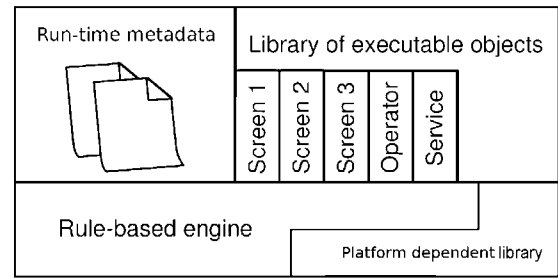 Run-time metadata
Library of executable objects
Screen 1
Screen 2
Screen 3
Operator
Service
Rule-based engine
Platform dependent library